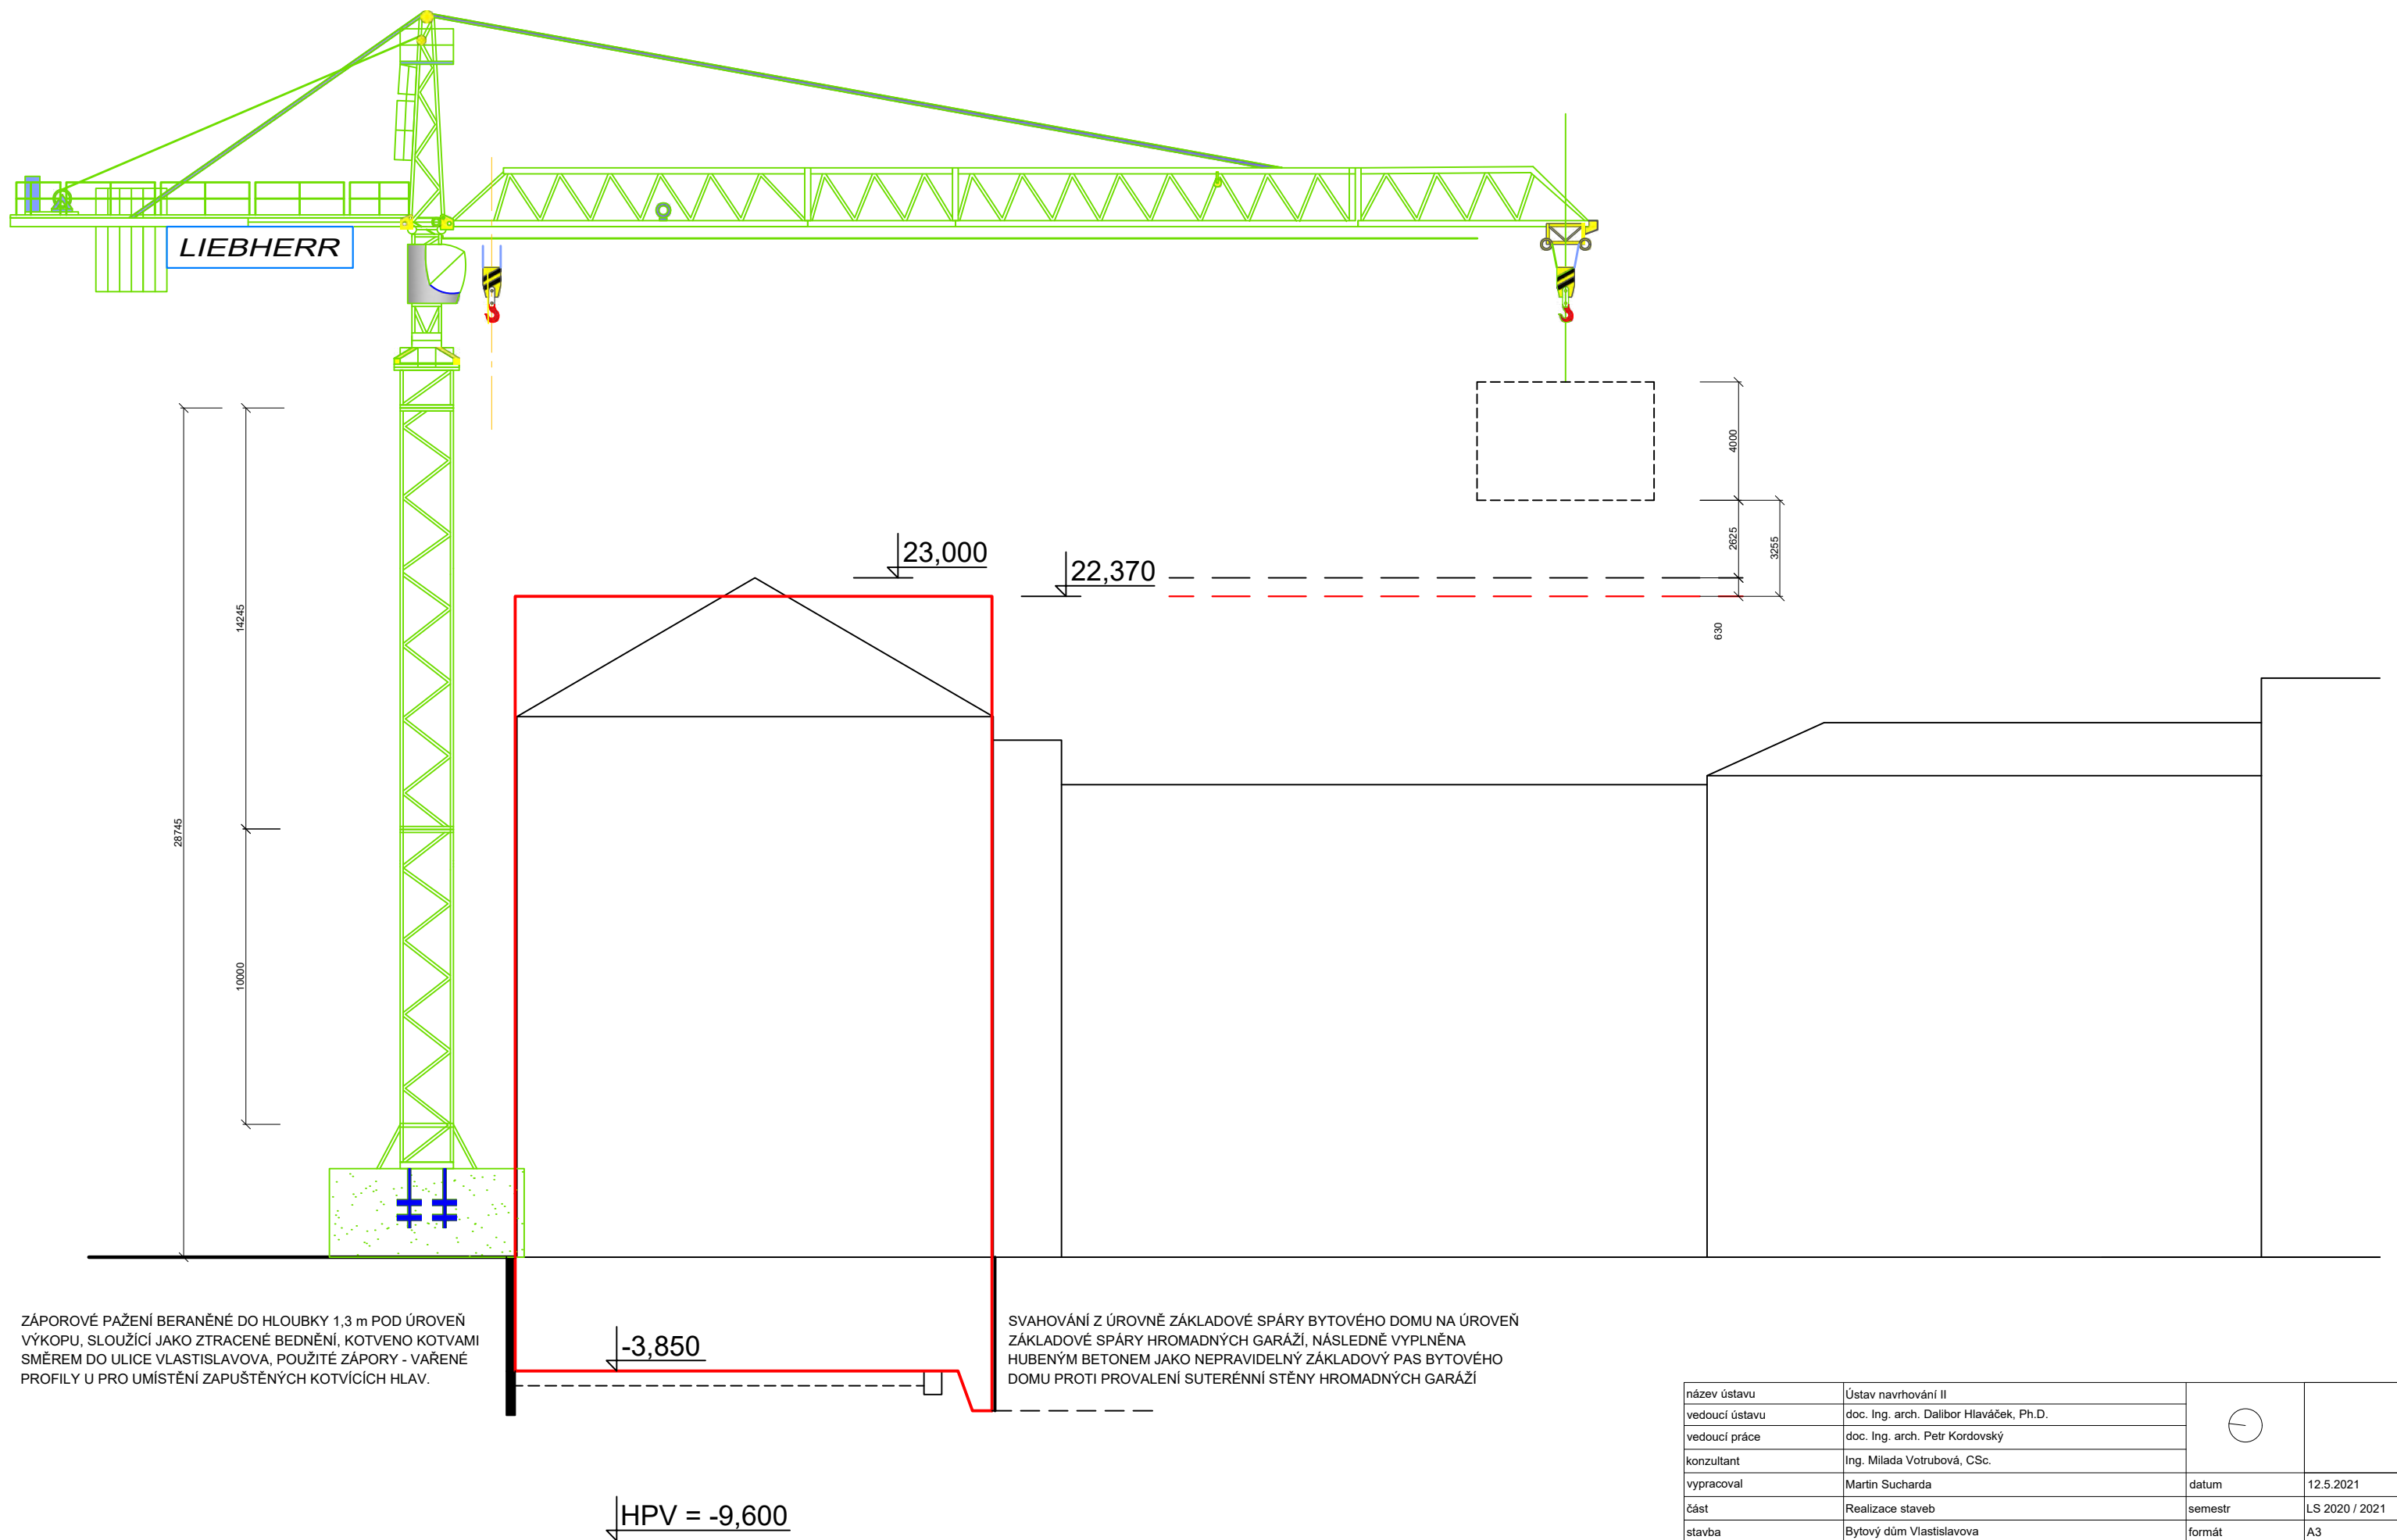 LIEBHERR
4000
2625
3255
23,000
22,370
630
14245
28745
10000
ZÁPOROVÉ PAŽENÍ BERANĚNÉ DO HLOUBKY 1,3 m POD ÚROVEŇ
VÝKOPU, SLOUŽÍCÍ JAKO ZTRACENÉ BEDNĚNÍ, KOTVENO KOTVAMI
SMĚREM DO ULICE VLASTISLAVOVA, POUŽITÉ ZÁPORY - VAŘENÉ
PROFILY U PRO UMÍSTĚNÍ ZAPUŠTĚNÝCH KOTVÍCÍCH HLAV.
-3,850
SVAHOVÁNÍ Z ÚROVNĚ ZÁKLADOVÉ SPÁRY BYTOVÉHO DOMU NA ÚROVEŇ
ZÁKLADOVÉ SPÁRY HROMADNÝCH GARÁŽÍ, NÁSLEDNĚ VYPLNĚNA
HUBENÝM BETONEM JAKO NEPRAVIDELNÝ ZÁKLADOVÝ PAS BYTOVÉHO
DOMU PROTI PROVALENÍ SUTERÉNNÍ STĚNY HROMADNÝCH GARÁŽÍ
HPV = -9,600
název ústavu Ústav navrhování II
vedoucí ústavu doc. Ing. arch. Dalibor Hlaváček, Ph.D.
vedoucí práce doc. Ing. arch. Petr Kordovský
konzultant Ing. Milada Votrubová, CSc.
vypracoval Martin Sucharda datum 12.5.2021
část Realizace staveb semestr LS 2020 / 2021
stavba Bytový dům Vlastislavova formát A3